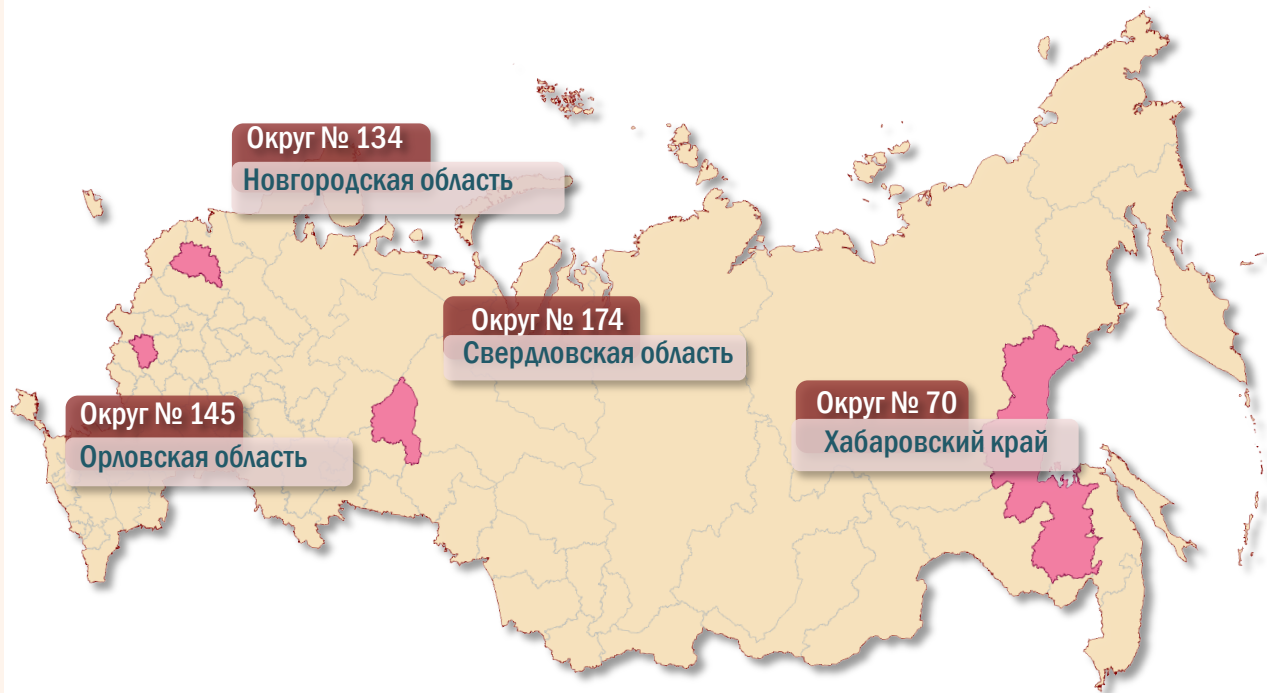 Округ № 134
Новгородская область
Округ № 174
Свердловская область
Округ № 145
Орловская область
Округ № 70
Хабаровский край